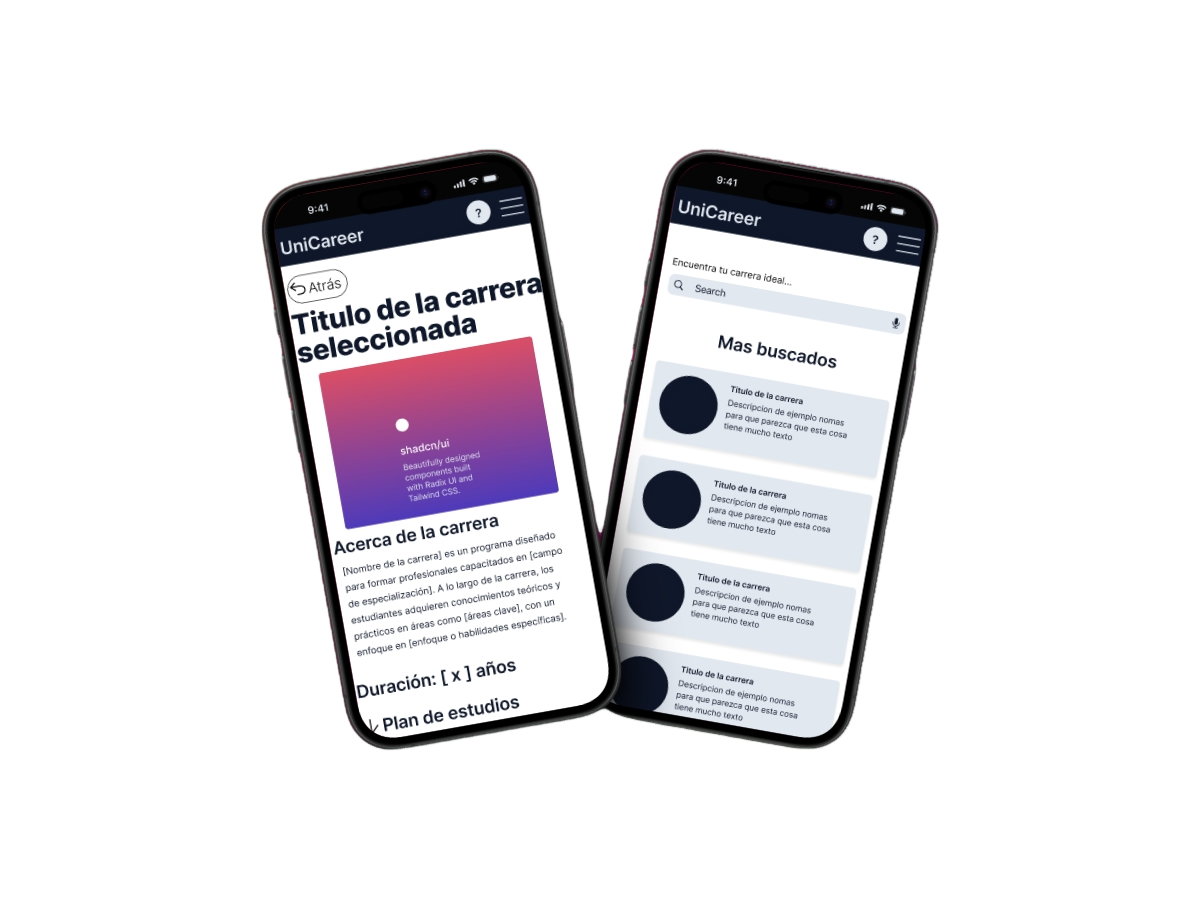 9:41
UniCareer
?
Atrás
Titulo de la carrera
seleccionada
shadcn/ui
Beautifully designed
components built
with Radix UI and
Tailwind CSS.
Acerca de la carrera
[Nombre de la carrera] es un programa diseñado
para formar profesionales capacitados en [campo
de especialización]. A lo largo de la carrera, los
estudiantes adquieren conocimientos teóricos y
prácticos en áreas como [áreas clave], con un
enfoque en [enfoque o habilidades específicas].
Duración: [ x ] años
Plan de estudios
9:41
UniCareer
?
Encuentra tu carrera ideal...
Search
Mas buscados
Titulo de la carrera
Descripcion de ejemplo nomas
para que parezca que esta cosa
tiene mucho texto
Titulo de la carrera
Descripcion de ejemplo nomas
para que parezca que esta cosa
tiene mucho texto
Titulo de la carrera
Descripcion de ejemplo nomas
para que parezca que esta cosa
tiene mucho texto
Titulo de la carrera
Descripcion de ejemplo nomas
para que parezca que esta cosa
tiene mucho texto